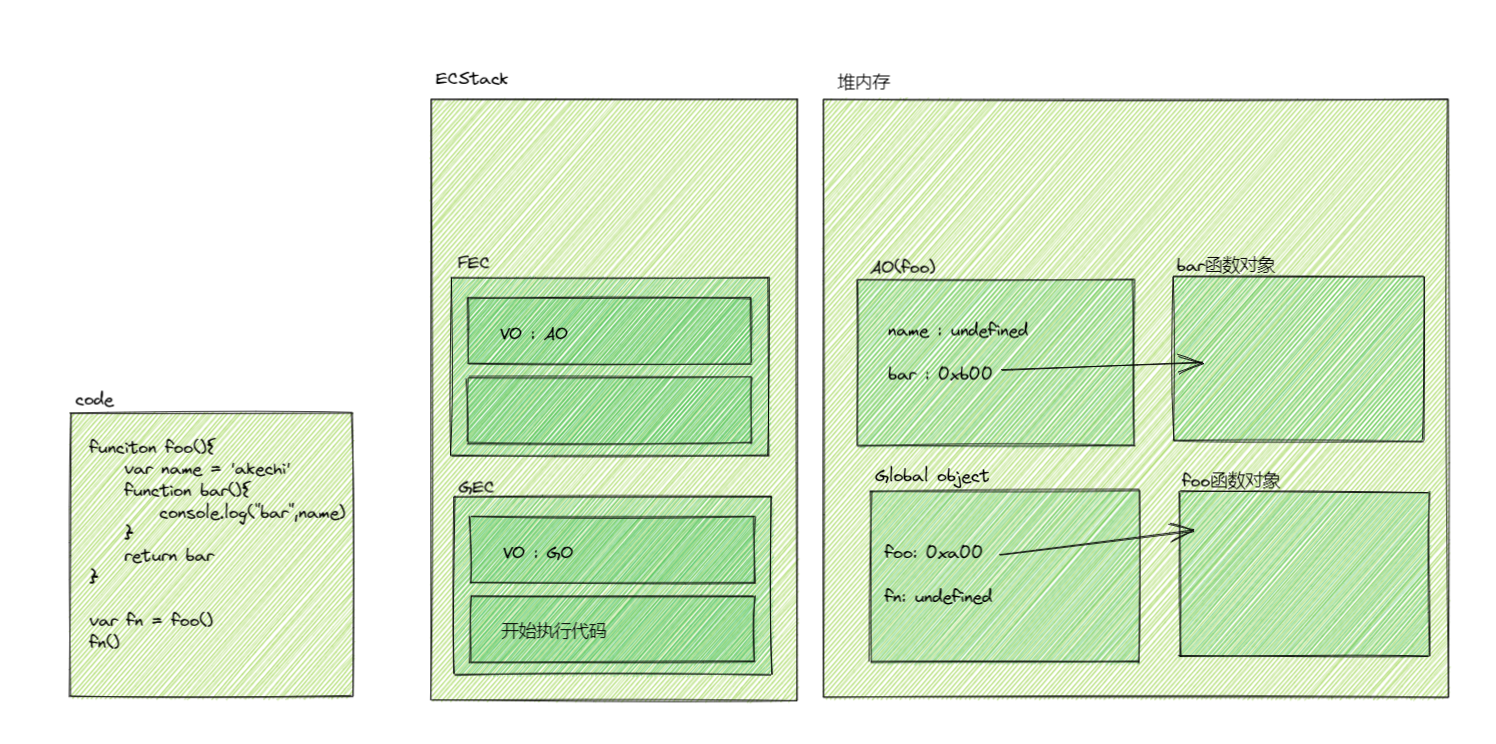 code
funciton foo(){
var name = 'akechi'
function bar(){
console.log("bar",name)
}
return bar
}
var fn = foo()
fn()
ECStack
FEC
VO : AO
GEC
VO : GO
开始执行代码
堆内存
AO(foo)
name : undefined
bar : 0xb00
bar函数对象
Global object
foo: 0xa00
fn: undefined
foo函数对象